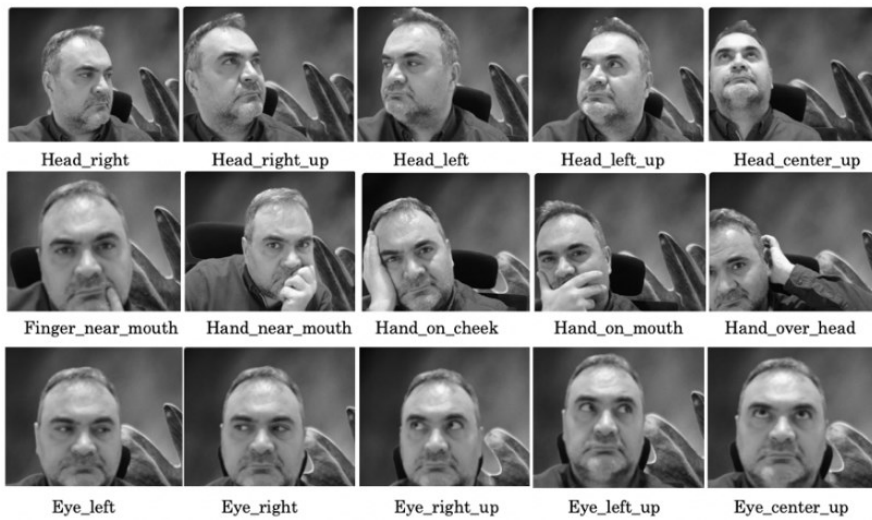 Head_right Head_right_up Head_left Head_left_up Head_center_up
Finger_near_mouth Hand_near_mouth Hand_on_cheek Hand_on_mouth Hand_over_head
Eye_left Eye_right Eye_right_up Eye_left_up Eye_center_up